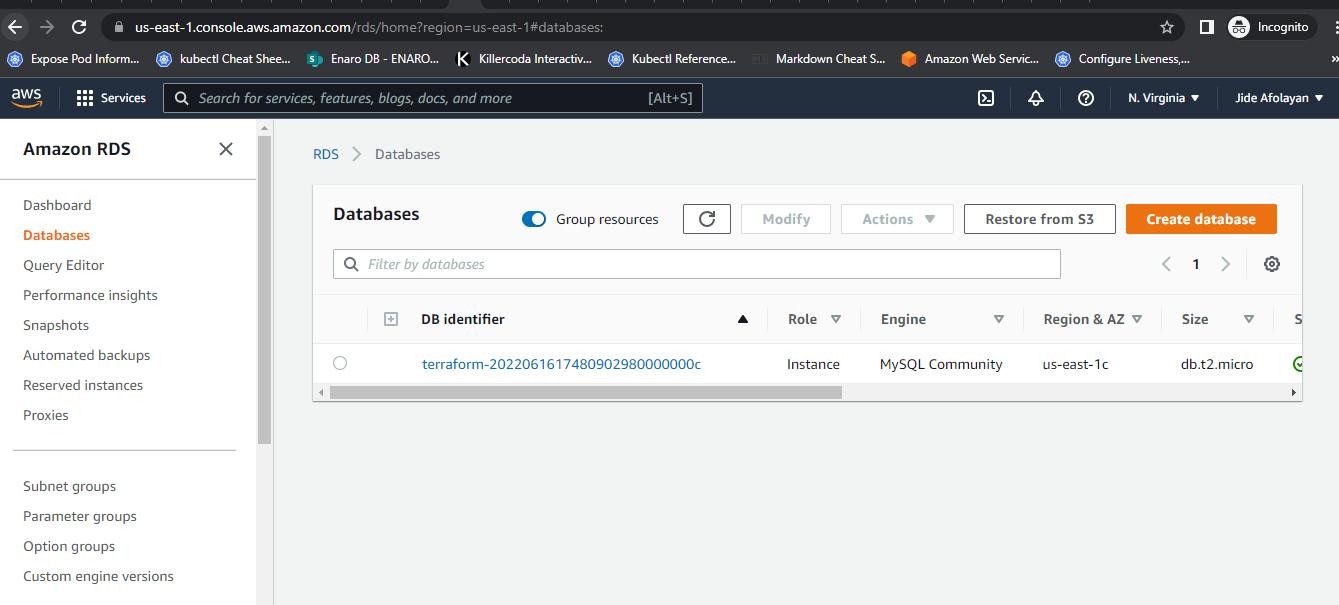 us-east-1.console.aws.amazon.com/rds/home?region=us-east-1#databases:
Incognito
Expose Pod Inform... kubectl Cheat Shee... Enaro DB - ENARO... Killercoda Interactiv... Kubectl Reference... Markdown Cheat S... Amazon Web Servic... Configure Liveness,...
aws Services Search for services, features, blogs, docs, and more [Alt+S] N. Virginia Jide Afolayan
Amazon RDS
Dashboard
Databases
Query Editor
Performance insights
Snapshots
Automated backups
Reserved instances
Proxies
Subnet groups
Parameter groups
Option groups
Custom engine versions
RDS > Databases
Databases Group resources Modify Actions Restore from S3 Create database
Filter by databases 1
DB identifier Role Engine Region & AZ Size S
terraform-20220616174809029800000000c Instance MySQL Community us-east-1c db.t2.micro